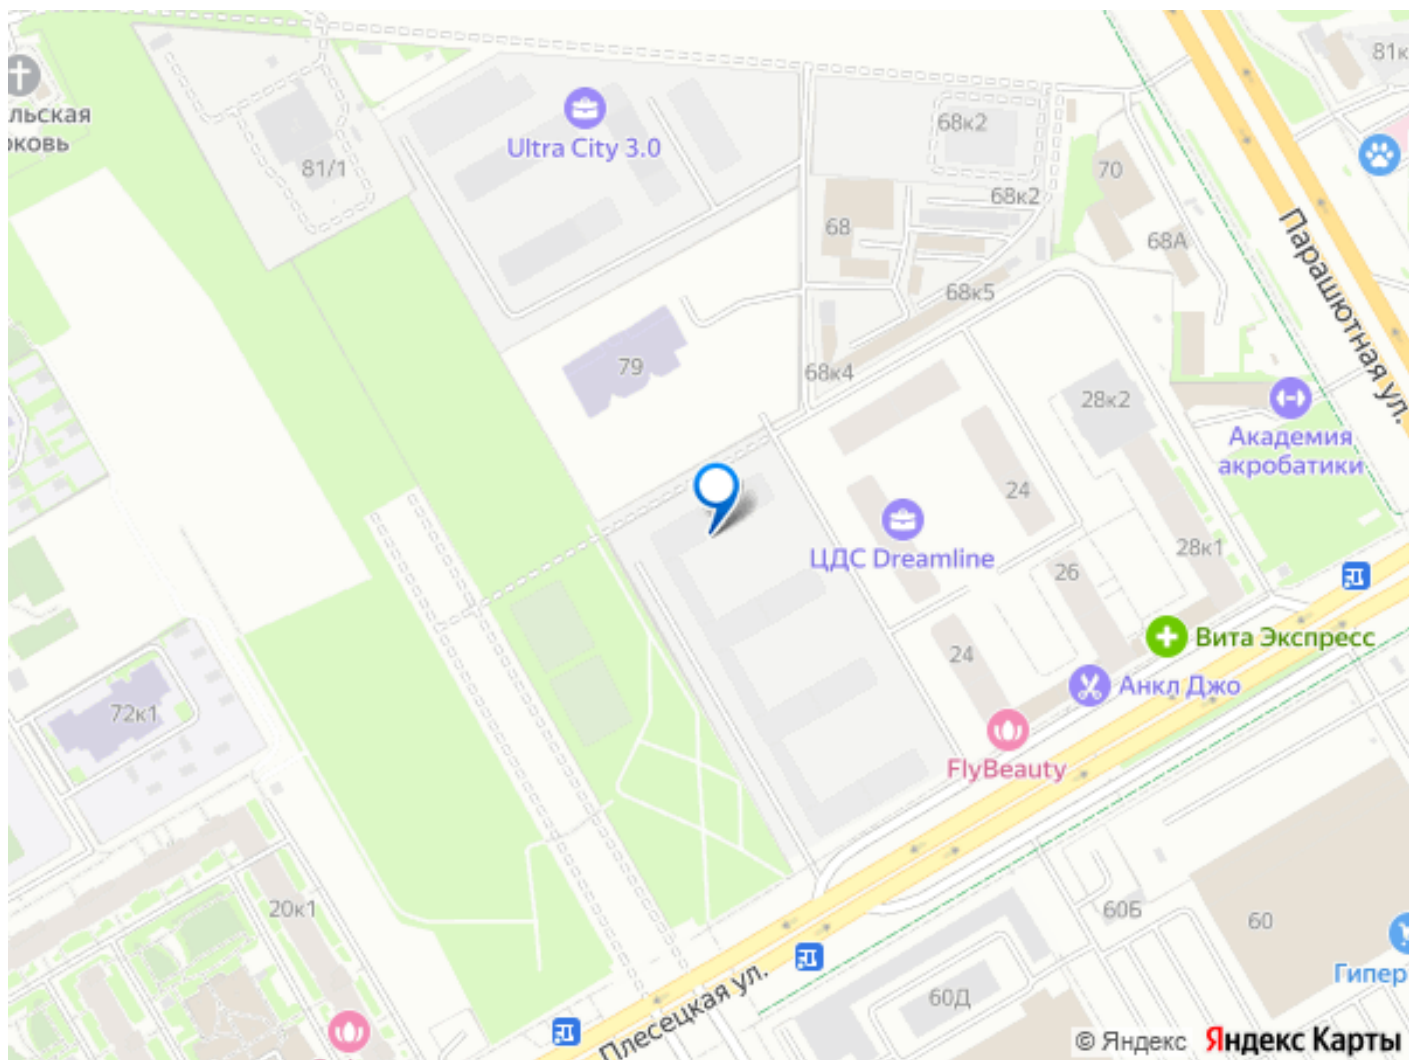 льская
рковь
81/1
Ultra City 3.0
68к2
81к
70
68к2
68
68А
68к5
Парашютная ул.
79
68к4
28к2
Академия
акробатики
24
ЦДС Dreamline
28к1
26
24
Вита Экспресс
Анкл Джо
FlyBeauty
72к1
20к1
60Б
60
Гипер
60Д
Плесецкая ул.
© Яндекс Яндекс Карты